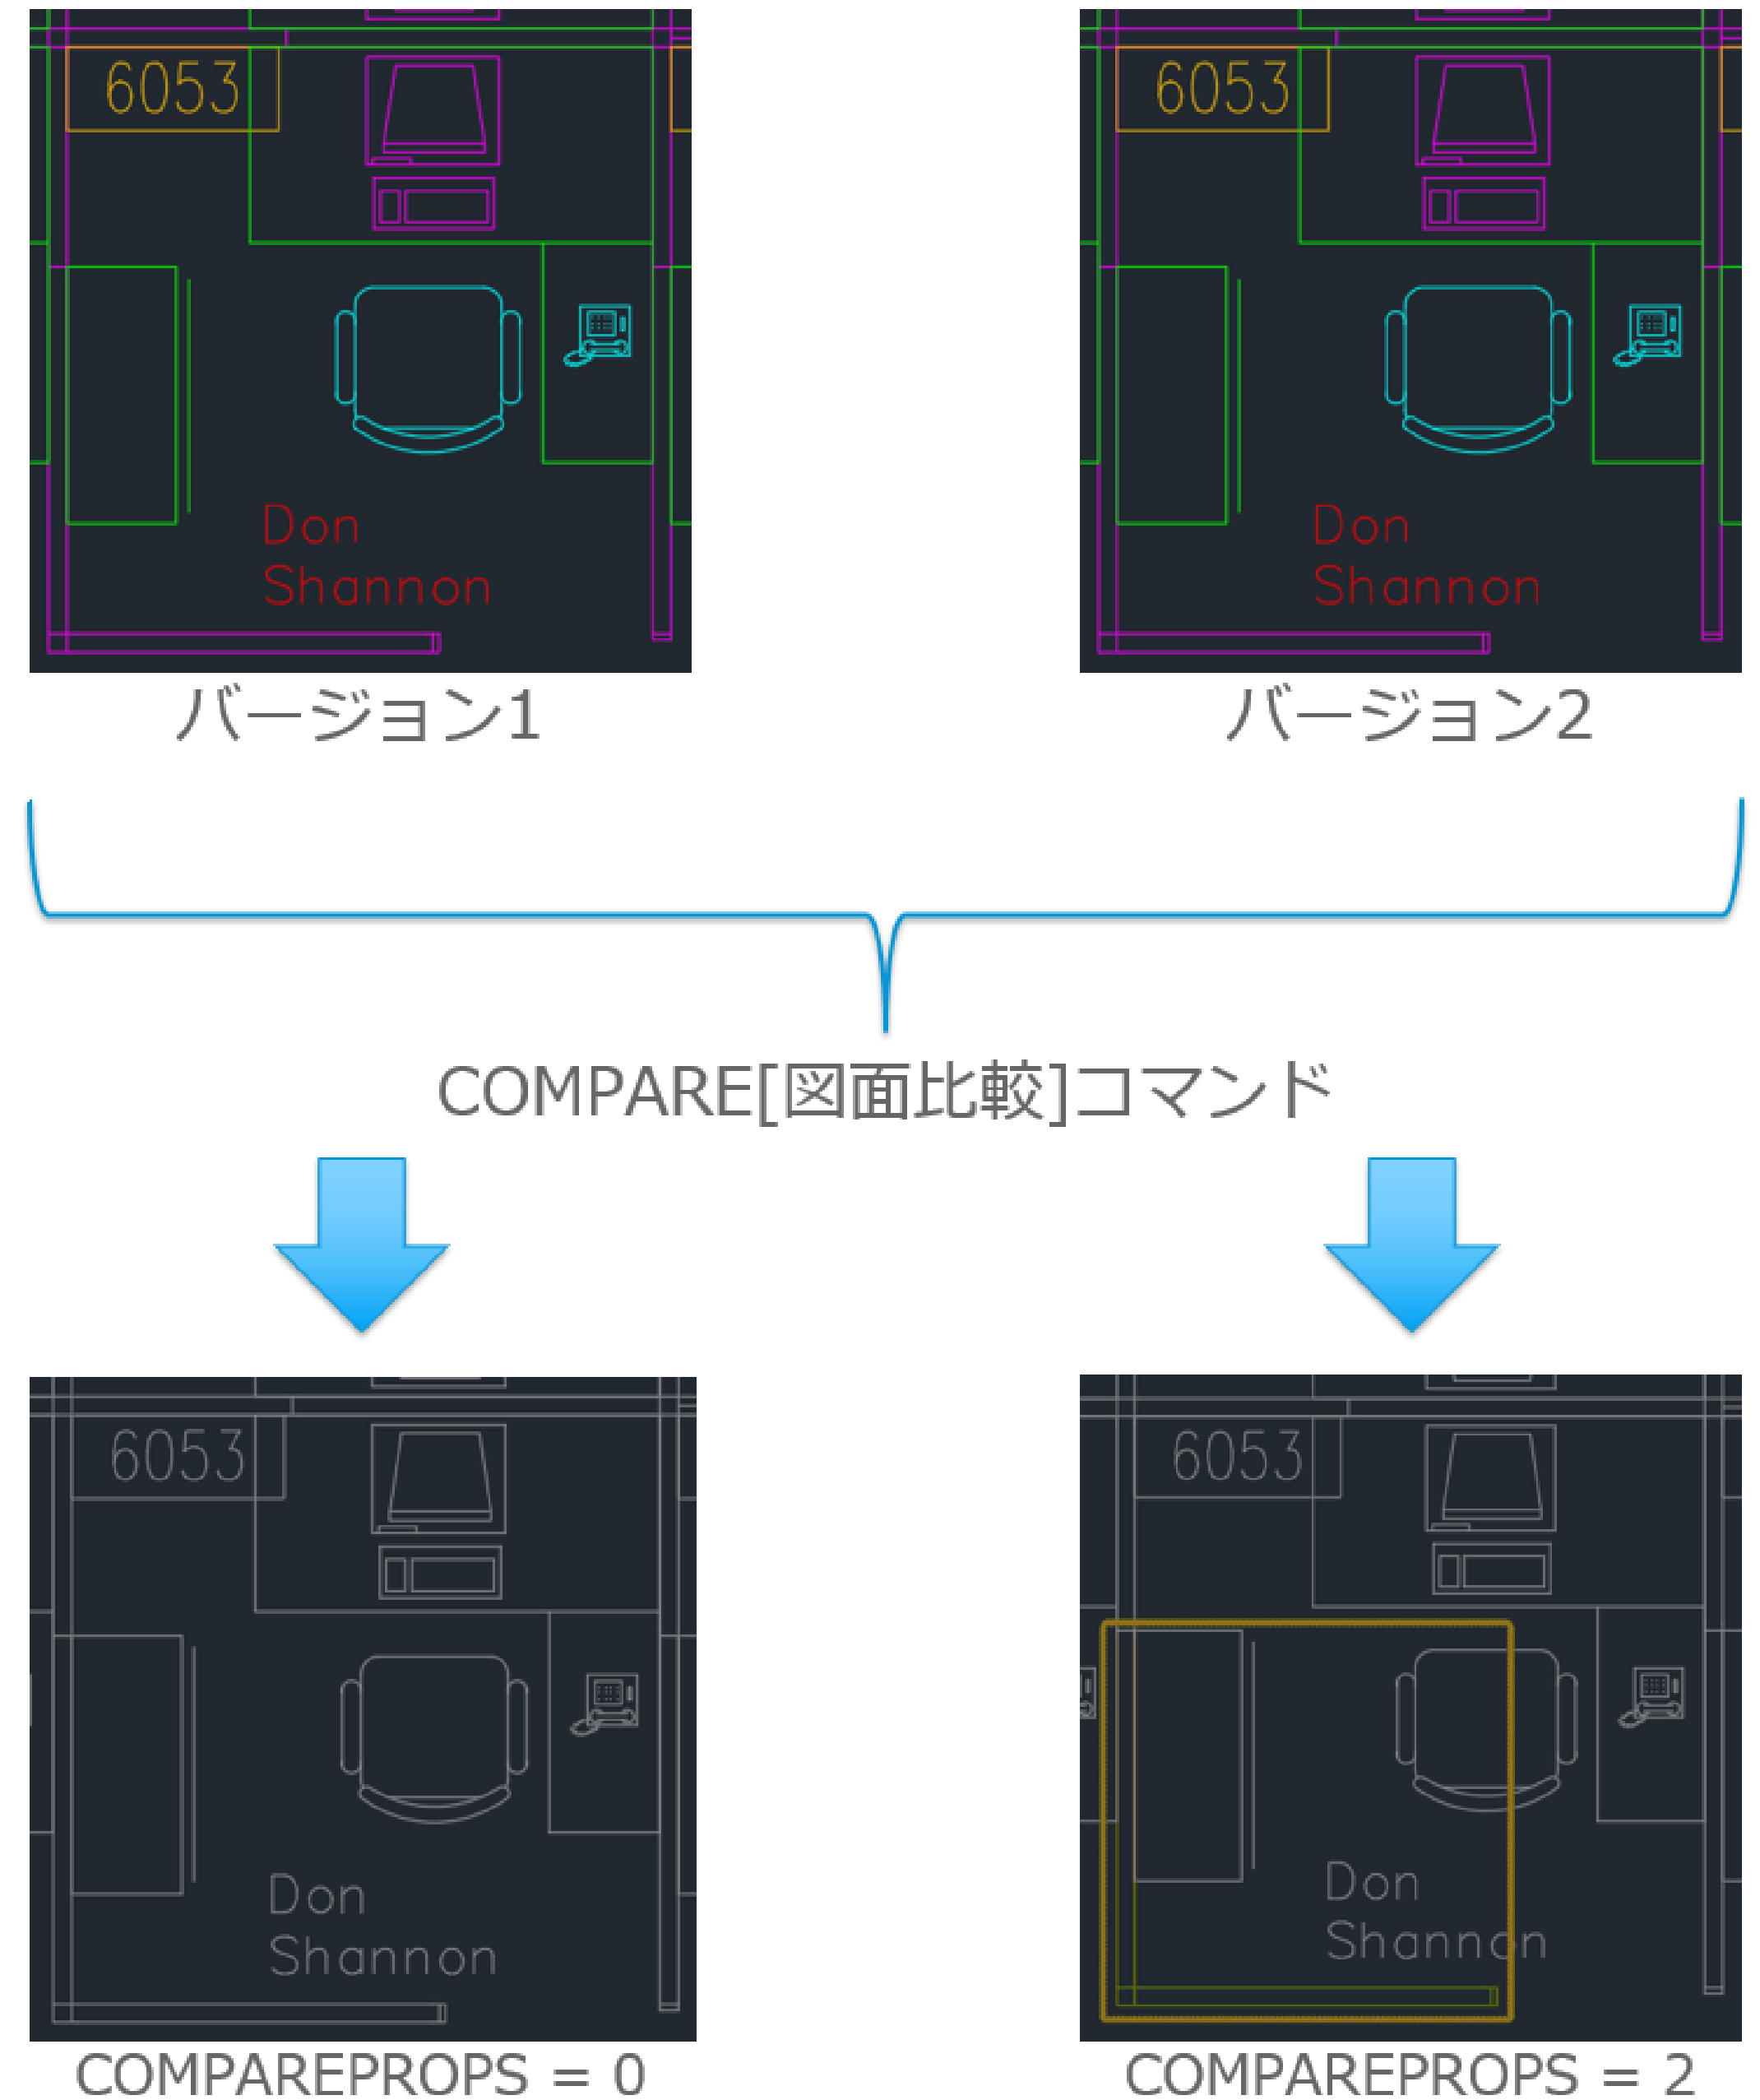 6053
6053
Don
Shannon
Don
Shannon
バージョン1
バージョン2
COMPARE[図面比較]コマンド
6053
6053
Don
Shannon
Don
Shannon
COMPAREPROPS = 0
COMPAREPROPS = 2